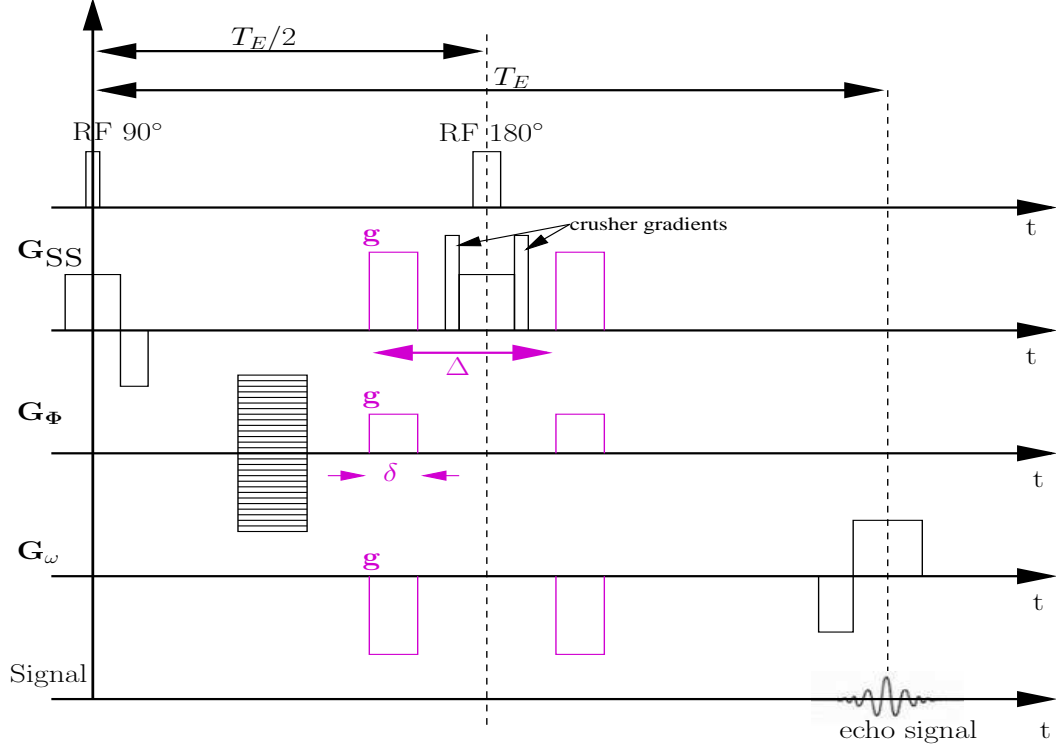 T_E/2
T_E
RF 90°
RF 180°
t
g
crusher gradients
G_SS
t
Δ
g
G_Φ
δ
t
g
G_ω
t
Signal
echo signal
t